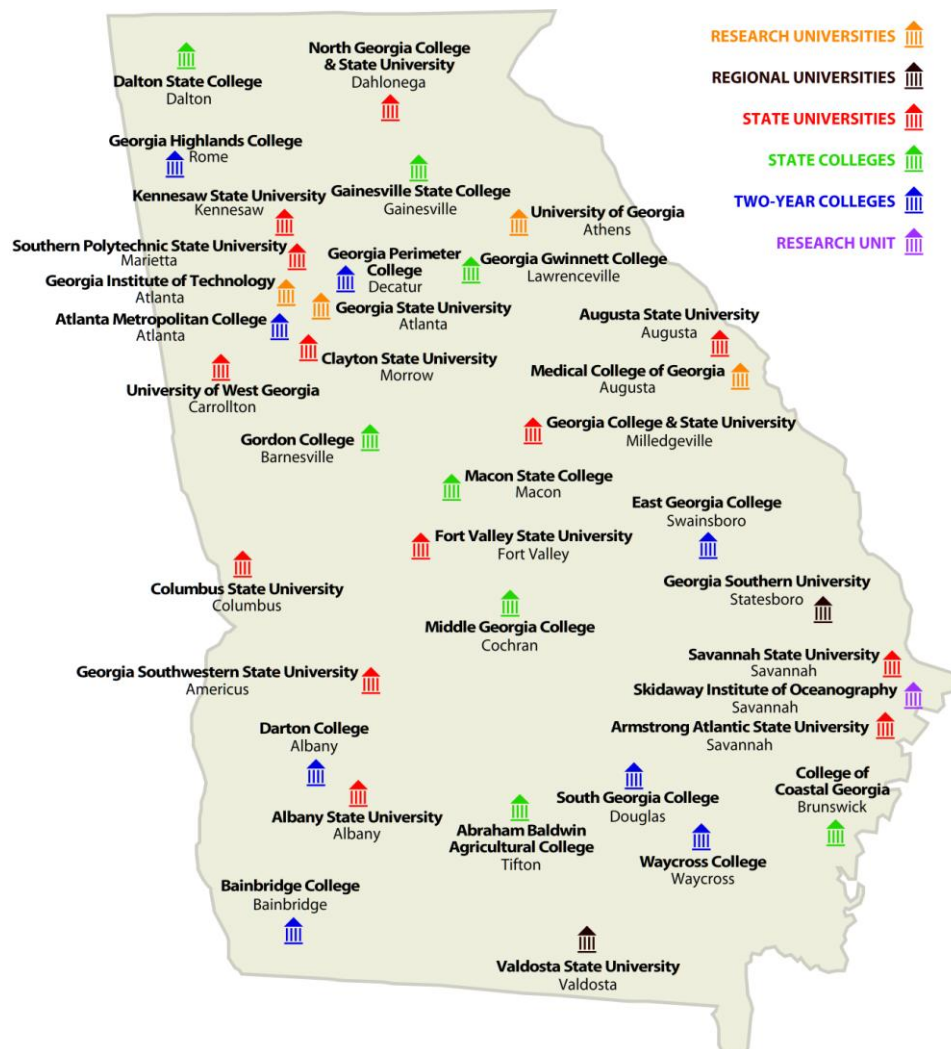 North Georgia College
& State University
Dahlonega
Dalton State College
Dalton
Georgia Highlands College
Rome
Gainesville State College
Gainesville
Kennesaw State University
Kennesaw
University of Georgia
Athens
Southern Polytechnic State University
Marietta
Georgia Perimeter
College
Decatur
Georgia Gwinnett College
Lawrenceville
Georgia Institute of Technology
Atlanta
Georgia State University
Atlanta
Atlanta Metropolitan College
Atlanta
Augusta State University
Augusta
Clayton State University
Morrow
Medical College of Georgia
Augusta
University of West Georgia
Carrollton
Georgia College & State University
Milledgeville
Gordon College
Barnesville
Macon State College
Macon
East Georgia College
Swainsboro
Fort Valley State University
Fort Valley
Columbus State University
Columbus
Georgia Southern University
Statesboro
Middle Georgia College
Cochran
Savannah State University
Savannah
Georgia Southwestern State University
Americus
Skidaway Institute of Oceanography
Savannah
Armstrong Atlantic State University
Savannah
Darton College
Albany
College of
Coastal Georgia
Brunswick
Albany State University
Albany
South Georgia College
Douglas
Abraham Baldwin
Agricultural College
Tifton
Waycross College
Waycross
Bainbridge College
Bainbridge
Valdosta State University
Valdosta
RESEARCH UNIVERSITIES
REGIONAL UNIVERSITIES
STATE UNIVERSITIES
STATE COLLEGES
TWO-YEAR COLLEGES
RESEARCH UNIT